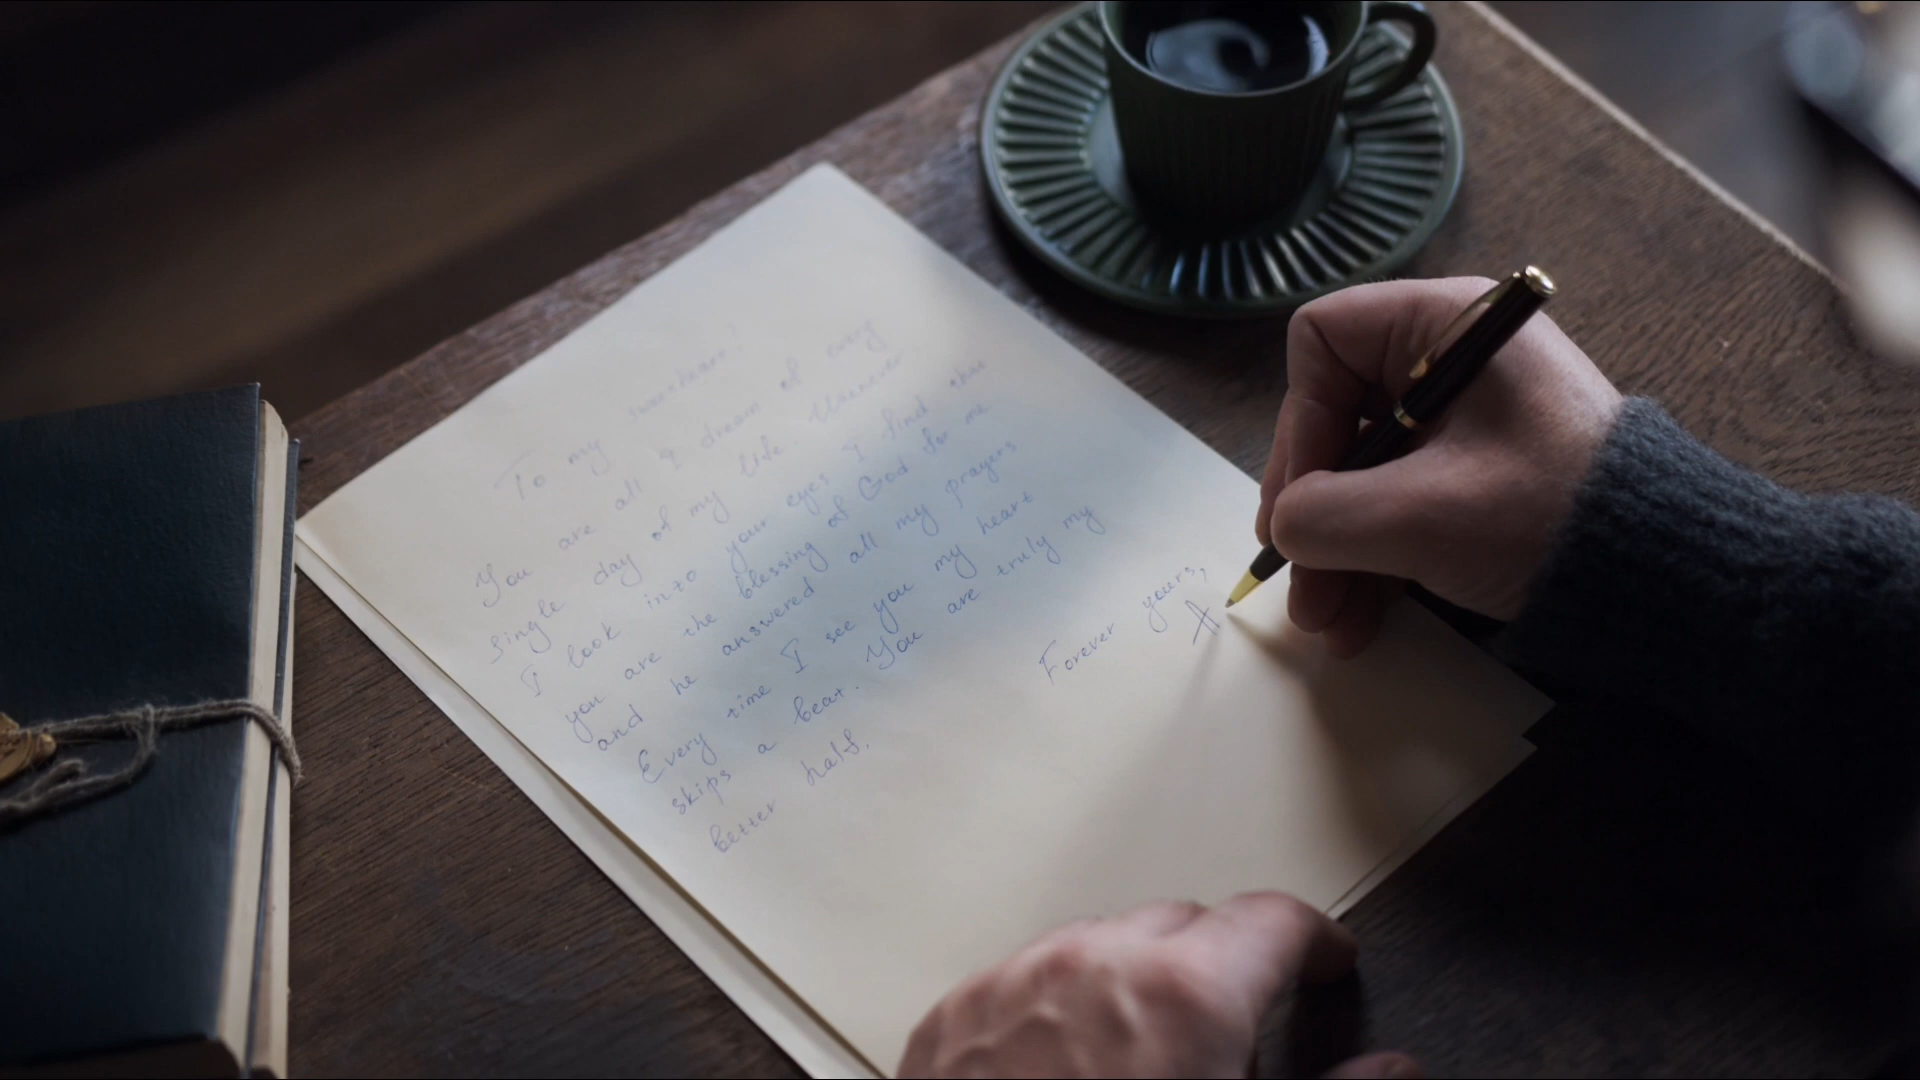 To my sweetheart!
You are all I dream of every
single day of my life. Whenever
I look into your eyes I find that
you are the blessing of God for me
and he answered all my prayers
Every time I see you my heart
skips a beat. You are truly my
better half.
Forever yours,
A